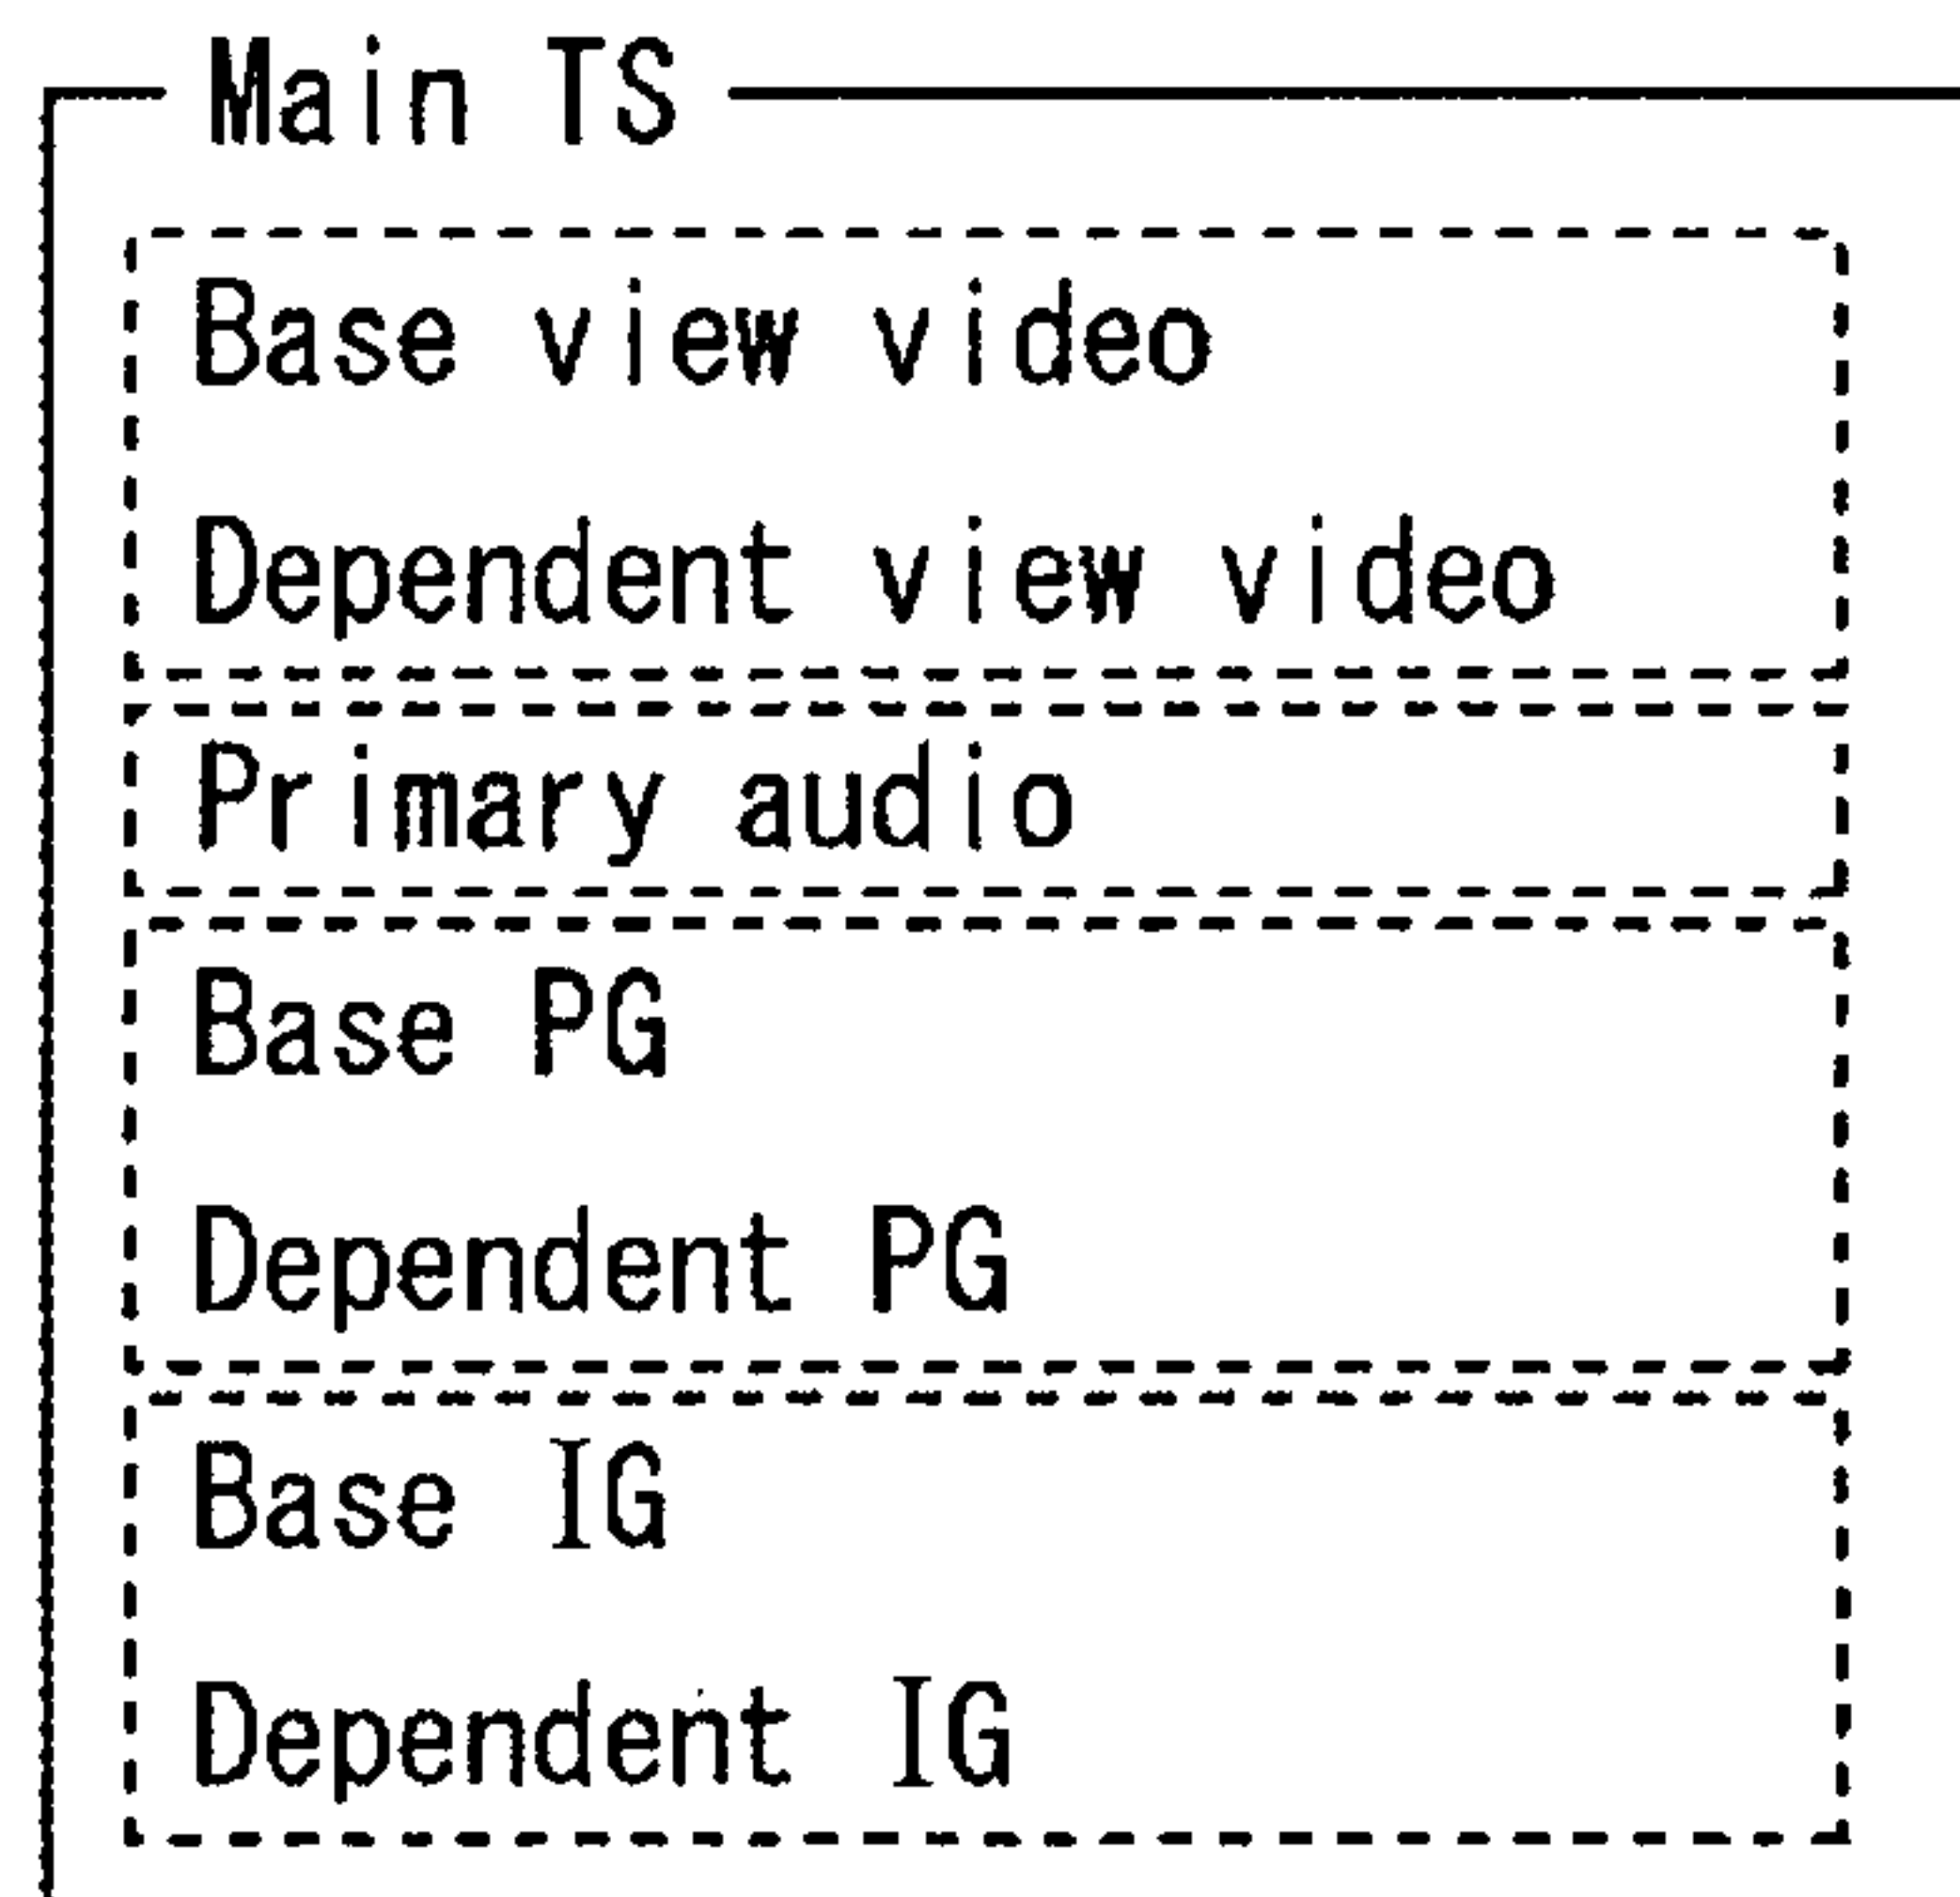 Main TS
Base view video
Dependent view video
Primary audio
Base PG
Dependent PG
Base IG
Dependent IG